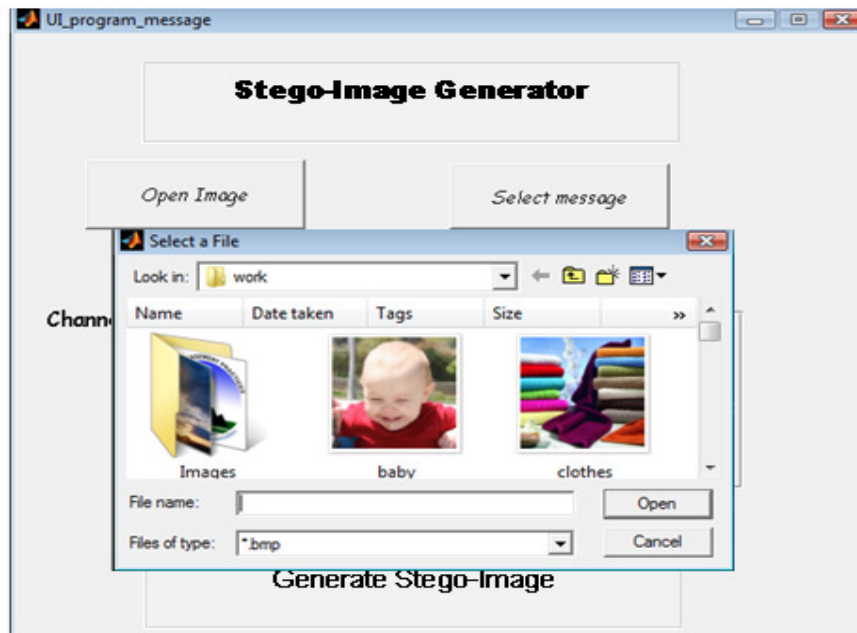 UI_program_message
Stego-Image Generator
Open Image
Select message
Select a File
Look in: work
Name Date taken Tags Size »
Images baby clothes
File name: Open
Files of type: *.bmp Cancel
Generate Stego-Image